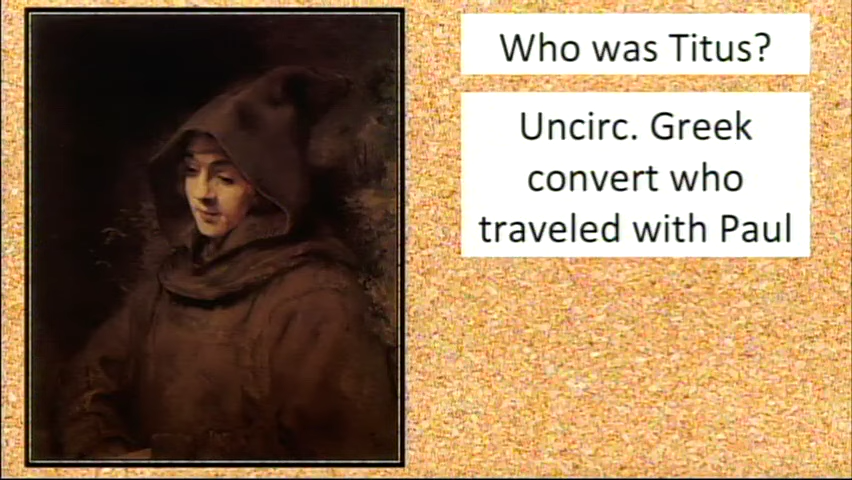 Who was Titus?
Uncirc. Greek
convert who
traveled with Paul